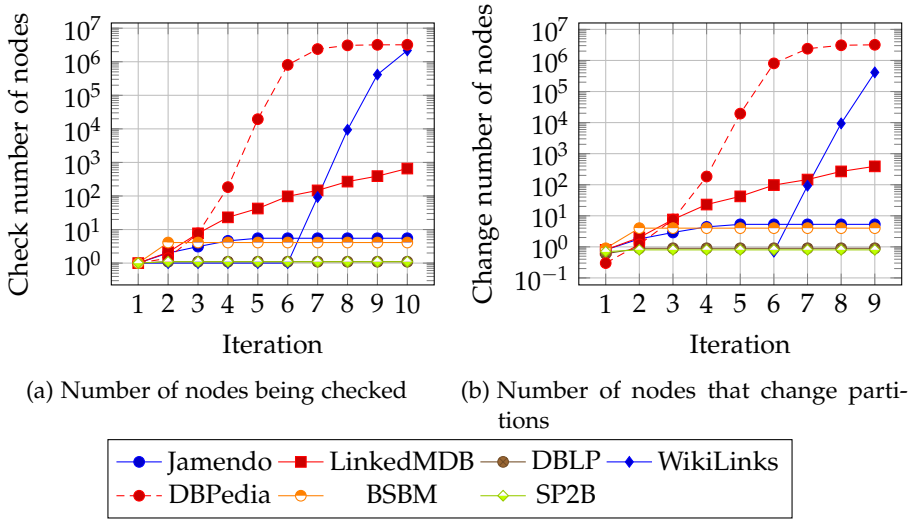 Check number of nodes
10^7
10^6
10^5
10^4
10^3
10^2
10^1
10^0
1 2 3 4 5 6 7 8 9 10
Iteration
(a) Number of nodes being checked
Change number of nodes
10^7
10^6
10^5
10^4
10^3
10^2
10^1
10^0
10^−1
1 2 3 4 5 6 7 8 9
Iteration
(b) Number of nodes that change parti-
tions
Jamendo LinkedMDB DBLP WikiLinks
DBPedia BSBM SP2B